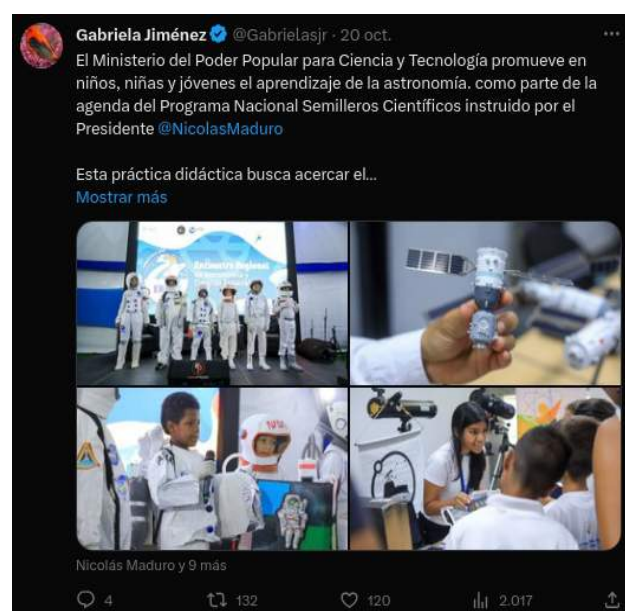 Gabriela Jiménez @Gabrielasjr · 20 oct.
El Ministerio del Poder Popular para Ciencia y Tecnología promueve en
niños, niñas y jóvenes el aprendizaje de la astronomía. como parte de la
agenda del Programa Nacional Semilleros Científicos instruido por el
Presidente @NicolasMaduro
Esta práctica didáctica busca acercar el...
Mostrar más
Encuentro Regional
Nicolás Maduro y 9 más
4 132 120 2.017